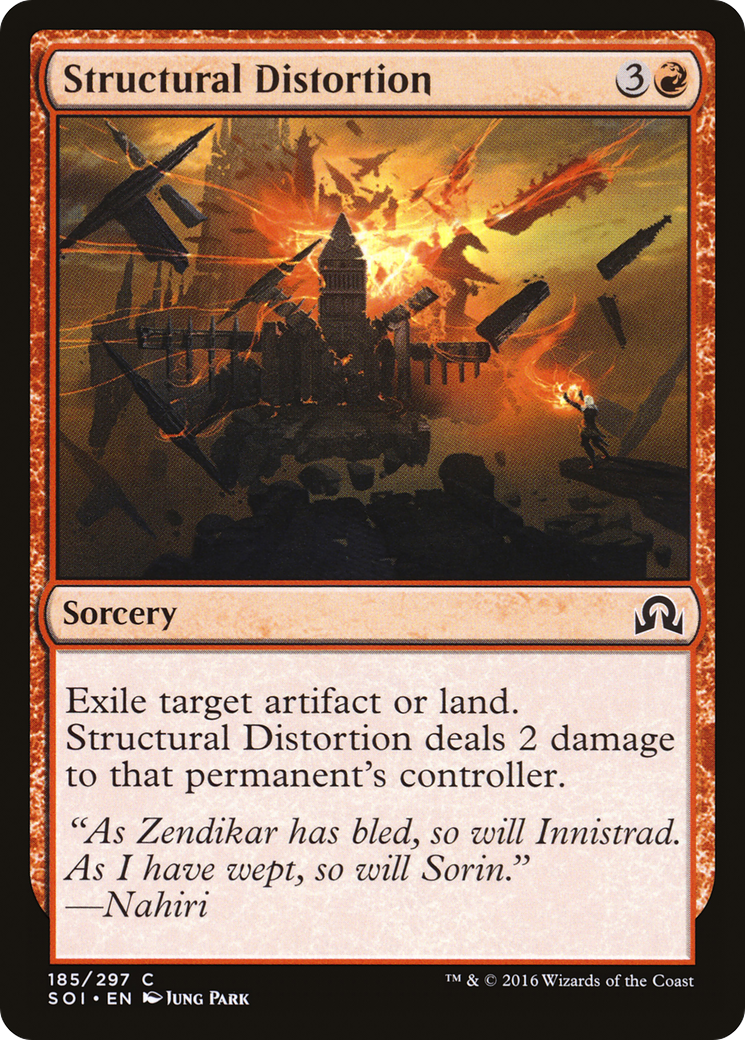 Structural Distortion 3
Sorcery
Exile target artifact or land.
Structural Distortion deals 2 damage
to that permanent’s controller.
“As Zendikar has bled, so will Innistrad.
As I have wept, so will Sorin.”
—Nahiri
185/297 C
SOI • EN Jung Park
™ & © 2016 Wizards of the Coast